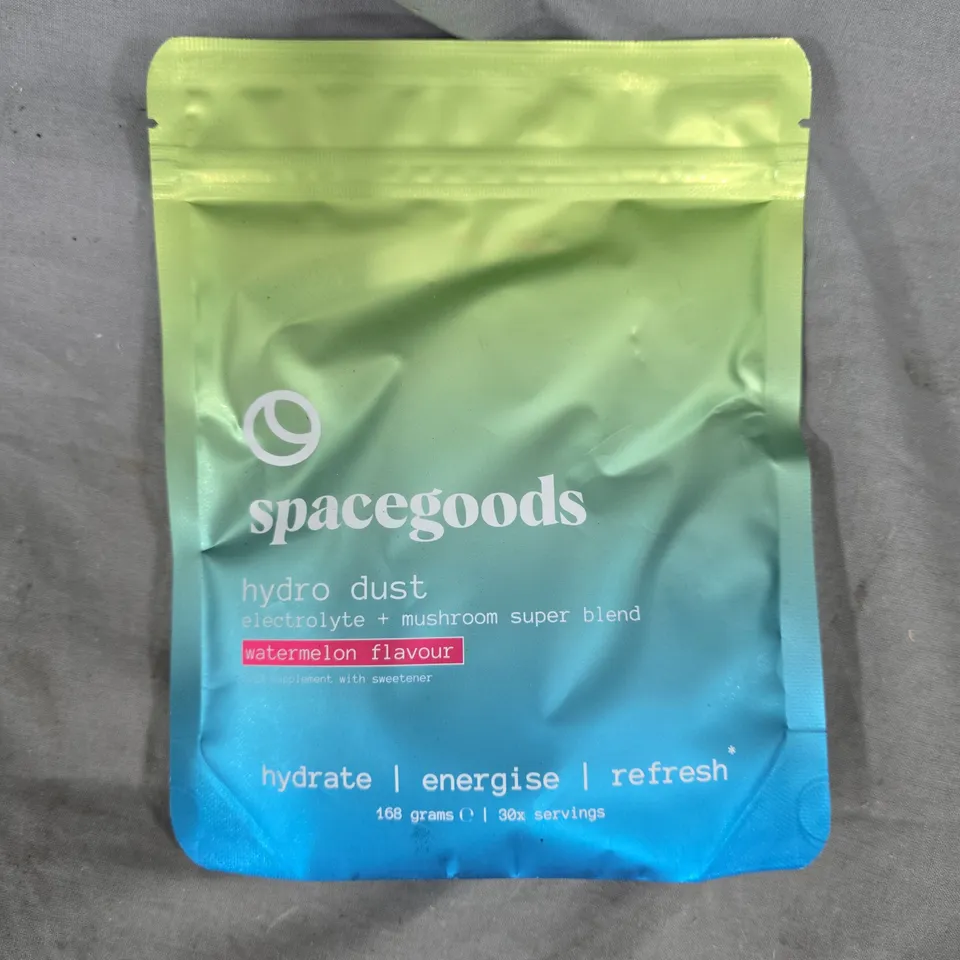 spacegoods
hydro dust
electrolyte + mushroom super blend
watermelon flavour
supplement with sweetener
hydrate | energise | refresh*
168 grams ℮ | 30x servings